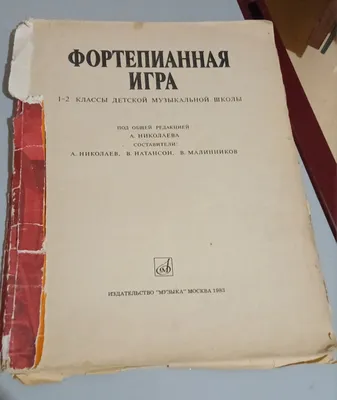 ФОРТЕПИАННАЯ
ИГРА
1-2 КЛАССЫ ДЕТСКОЙ МУЗЫКАЛЬНОЙ ШКОЛЫ
ПОД ОБЩЕЙ РЕДАКЦИЕЙ
А. НИКОЛАЕВА
СОСТАВИТЕЛИ:
А. НИКОЛАЕВ, В. НАТАНСОН, В. МАЛИННИКОВ
ИЗДАТЕЛЬСТВО "МУЗЫКА" МОСКВА